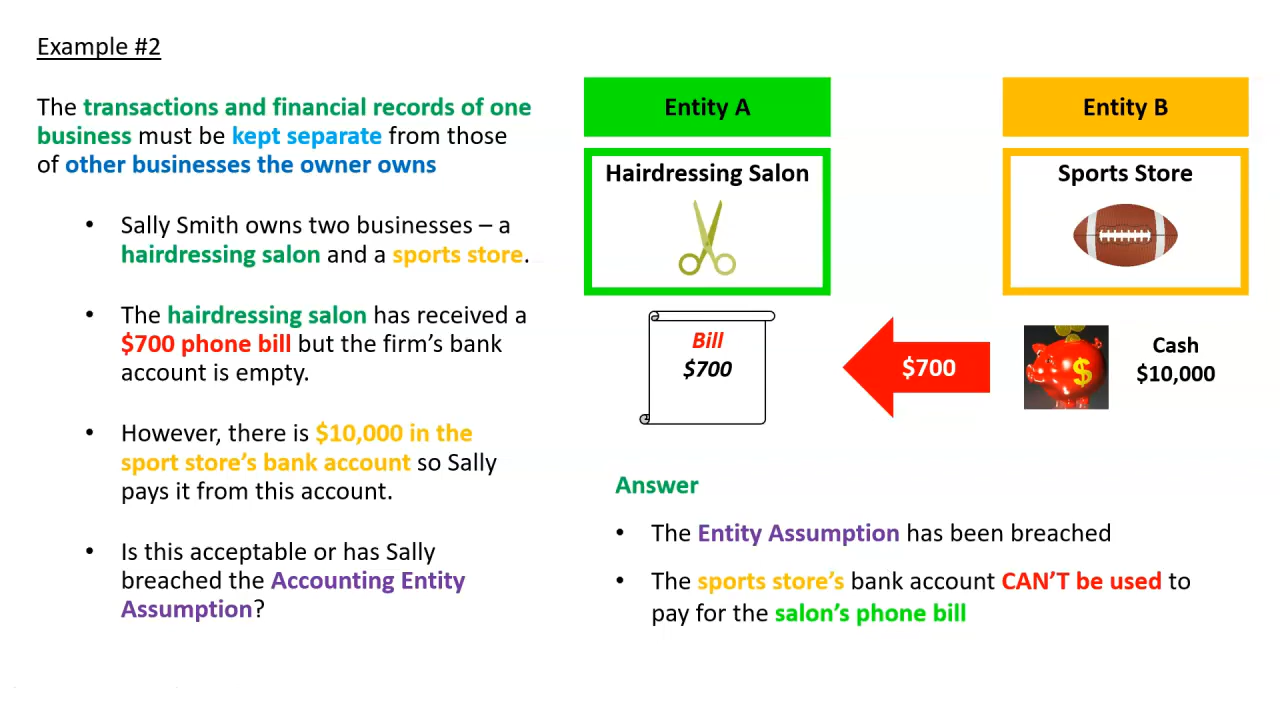 Example #2
The transactions and financial records of one
business must be kept separate from those
of other businesses the owner owns
• Sally Smith owns two businesses – a
hairdressing salon and a sports store.
• The hairdressing salon has received a
$700 phone bill but the firm's bank
account is empty.
• However, there is $10,000 in the
sport store's bank account so Sally
pays it from this account.
• Is this acceptable or has Sally
breached the Accounting Entity
Assumption?
Entity A
Hairdressing Salon
Entity B
Sports Store
Bill
$700
$700
$
Cash
$10,000
Answer
• The Entity Assumption has been breached
• The sports store's bank account CAN'T be used to
pay for the salon's phone bill